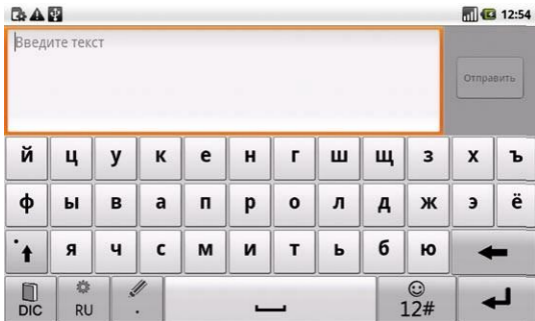 12:54
Введите текст
Отправить
й ц у к е н г ш щ з х ъ
ф ы в а п р о л д ж э ё
я ч с м и т ь б ю
DIC RU . 12#